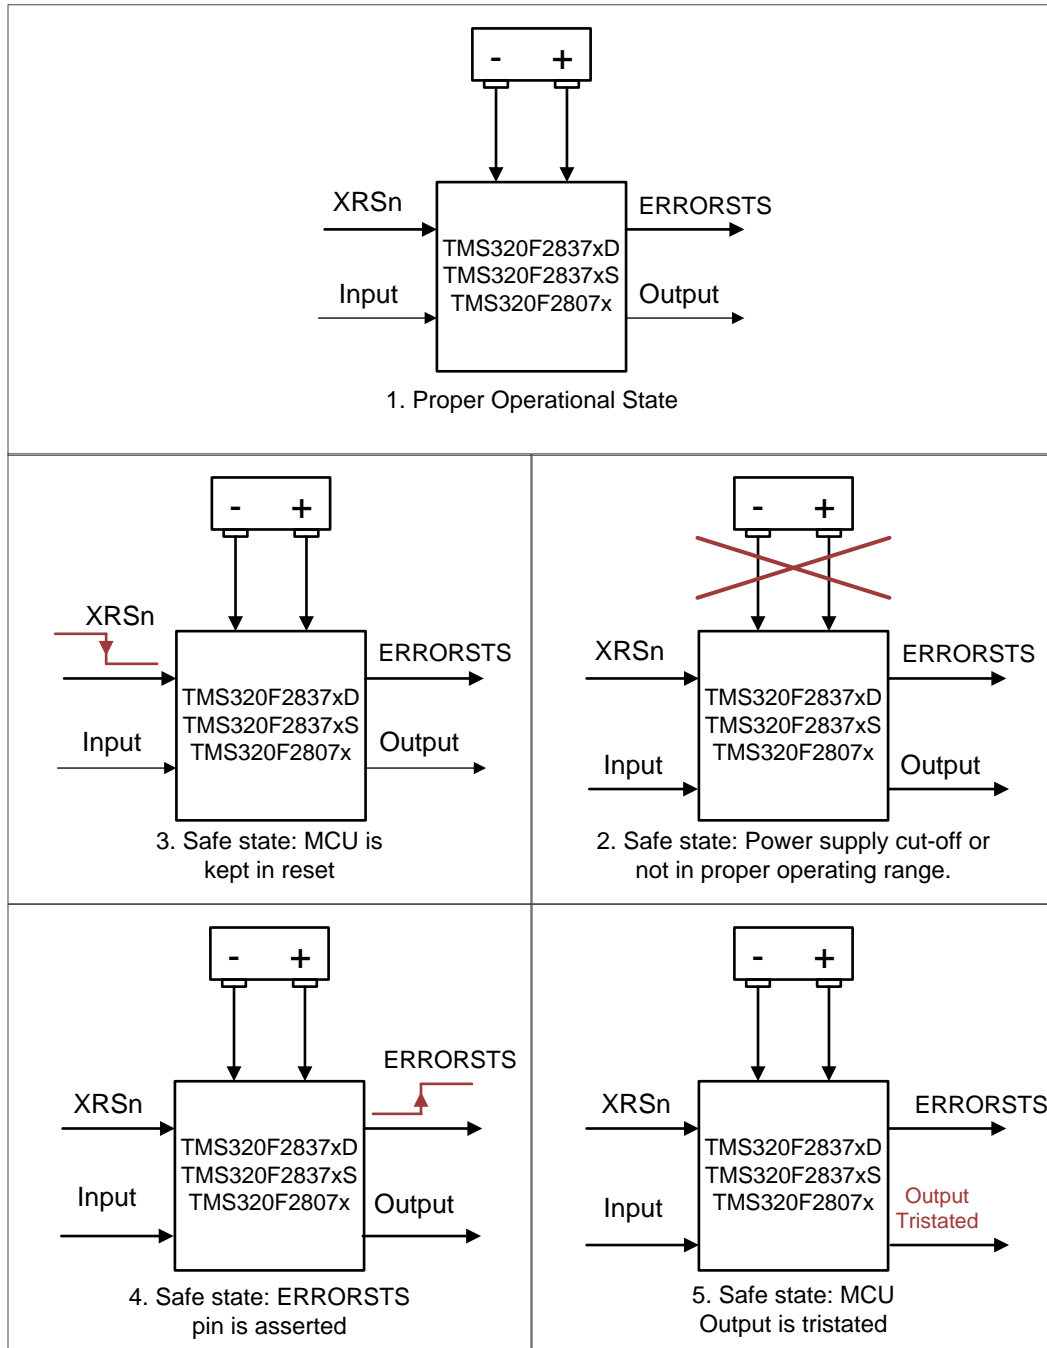 - +
XRSn
ERRORSTS
TMS320F2837xD
TMS320F2837xS
TMS320F2807x
Input
Output
1. Proper Operational State
- +
XRSn
ERRORSTS
TMS320F2837xD
TMS320F2837xS
TMS320F2807x
Input
Output
3. Safe state: MCU is
kept in reset
- +
XRSn
ERRORSTS
TMS320F2837xD
TMS320F2837xS
TMS320F2807x
Input
Output
2. Safe state: Power supply cut-off or
not in proper operating range.
- +
ERRORSTS
XRSn
TMS320F2837xD
TMS320F2837xS
TMS320F2807x
Input
Output
4. Safe state: ERRORSTS
pin is asserted
- +
XRSn
ERRORSTS
TMS320F2837xD
TMS320F2837xS
TMS320F2807x
Input
Output
Tristated
5. Safe state: MCU
Output is tristated